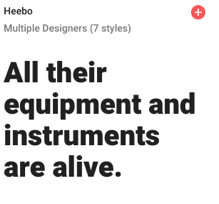 Heebo
Multiple Designers (7 styles)
All their
equipment and
instruments
are alive.